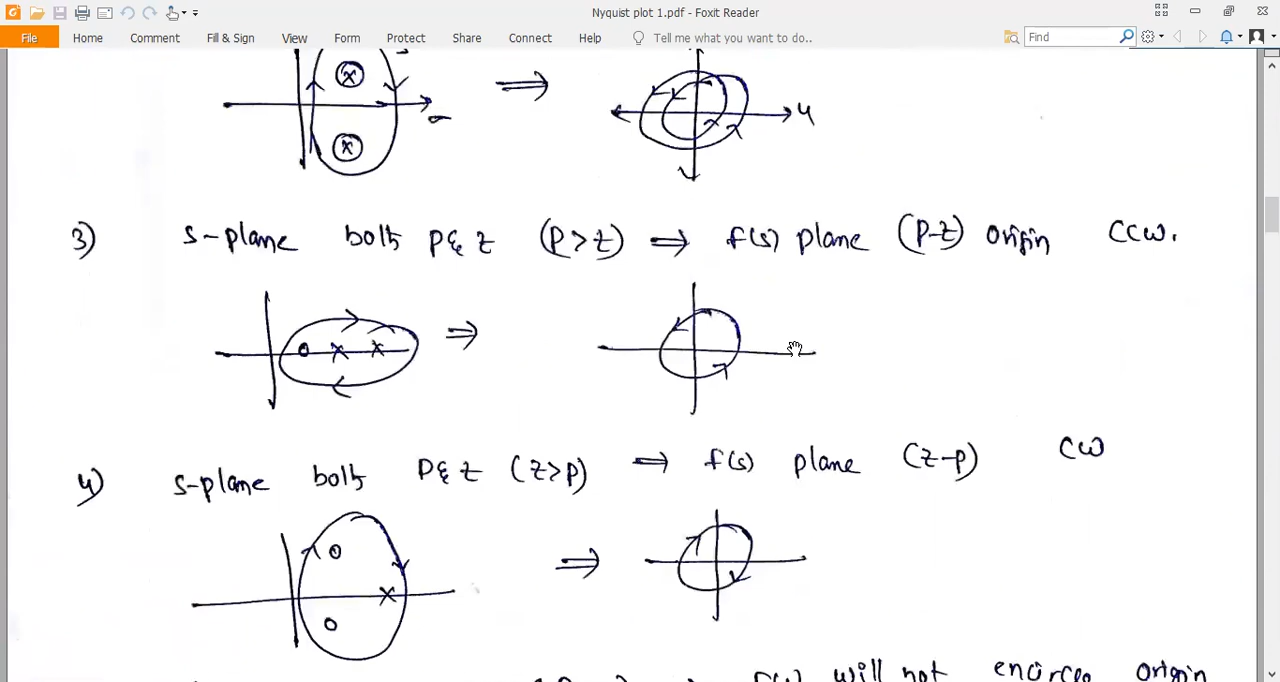 Nyquist plot 1.pdf - Foxit Reader
File Home Comment Fill & Sign View Form Protect Share Connect Help Tell me what you want to do.. Find
σ
u
3) s-plane both P& z (P>z) ⇒ f(s) plane (P-z) origin CCW.
4) s-plane both P& z (z>p) ⇒ f(s) plane (z-p) CW
will not encircle origin